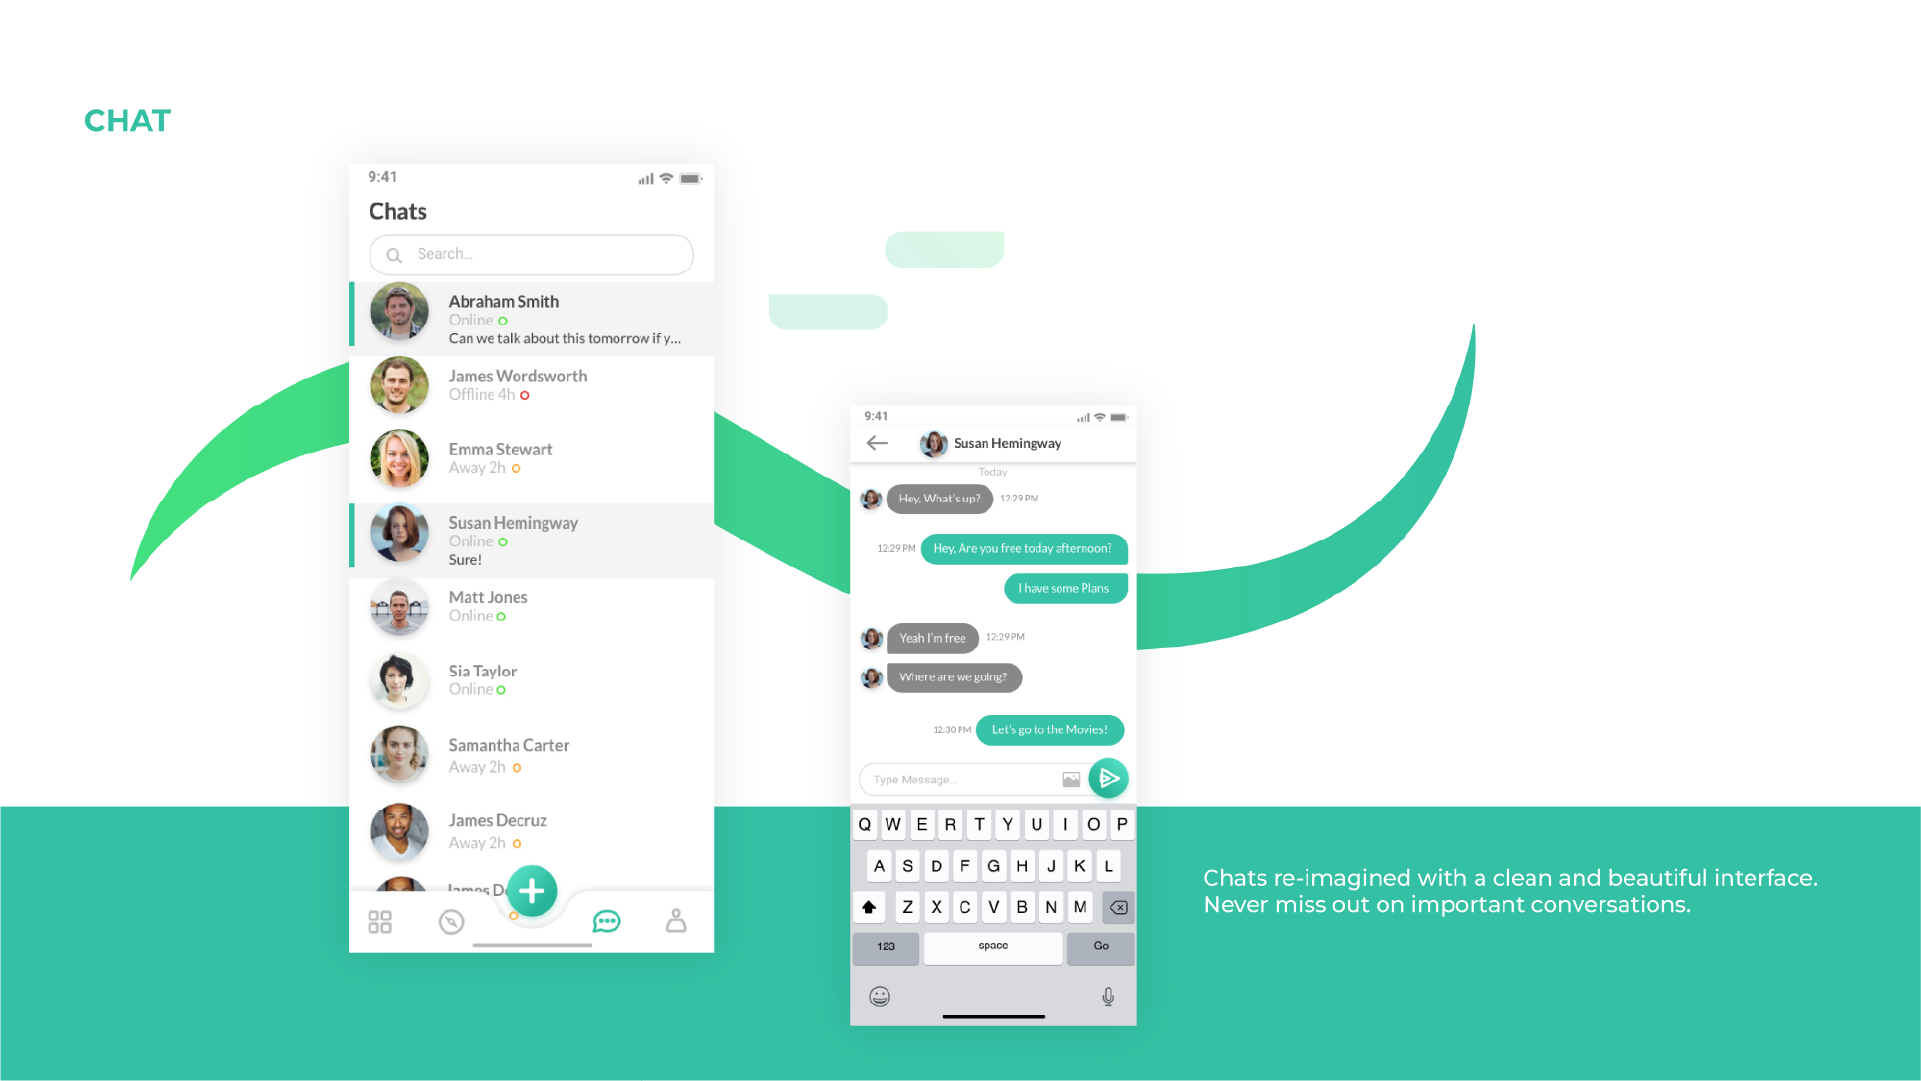 CHAT
9:41
Chats
Search...
Abraham Smith
Online
Can we talk about this tomorrow if y...
James Wordsworth
Offline 4h
Emma Stewart
Away 2h
Susan Hemingway
Online
Sure!
Matt Jones
Online
Sia Taylor
Online
Samantha Carter
Away 2h
James Decruz
Away 2h
James De
9:41
Susan Hemingway
Today
Hey, What's up? 12:29 PM
12:29 PM Hey, Are you free today afternoon?
I have some Plans
Yeah I'm free 12:29 PM
Where are we going?
12:30 PM Let's go to the Movies!
Type Message...
Q W E R T Y U I O P
A S D F G H J K L
Z X C V B N M
123 space Go
Chats re-imagined with a clean and beautiful interface.
Never miss out on important conversations.